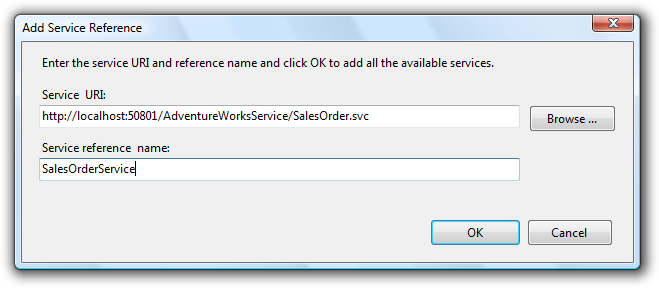 Add Service Reference
Enter the service URI and reference name and click OK to add all the available services.
Service URI:
http://localhost:50801/AdventureWorksService/SalesOrder.svc
Browse ...
Service reference name:
SalesOrderService
OK
Cancel